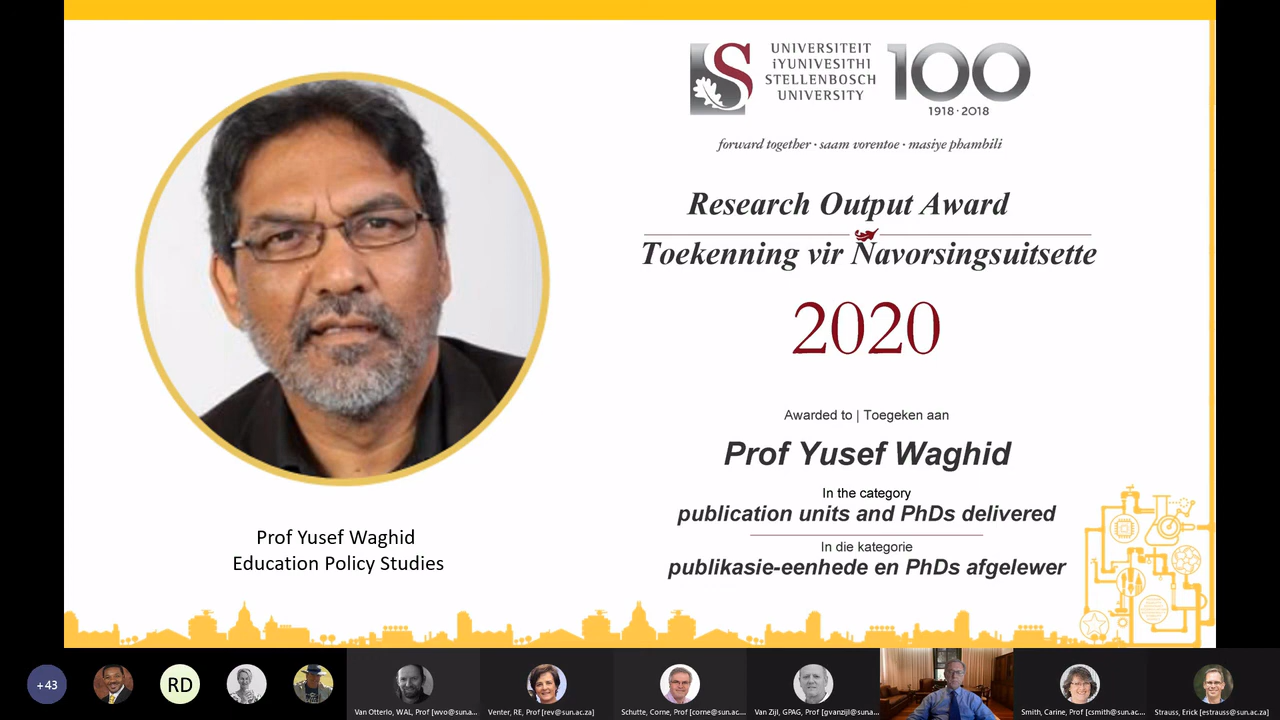 UNIVERSITEIT
iYUNIVESITHI
STELLENBOSCH
UNIVERSITY
100
1918 · 2018
forward together · saam vorentoe · masiye phambili
Research Output Award
Toekenning vir Navorsingsuitsette
2020
Awarded to | Toegeken aan
Prof Yusef Waghid
In the category
publication units and PhDs delivered
In die kategorie
publikasie-eenhede en PhDs afgelewer
Prof Yusef Waghid
Education Policy Studies
+43
RD
Van Otterlo, WAL, Prof [wvo@sun.a...
Venter, RE, Prof [rev@sun.ac.za]
Schutte, Corne, Prof [corne@sun.ac....
Van Zijl, GPAG, Prof [gvanzijl@suna...
Smith, Carine, Prof [csmith@sun.ac....
Strauss, Erick [estrauss@sun.ac.za]